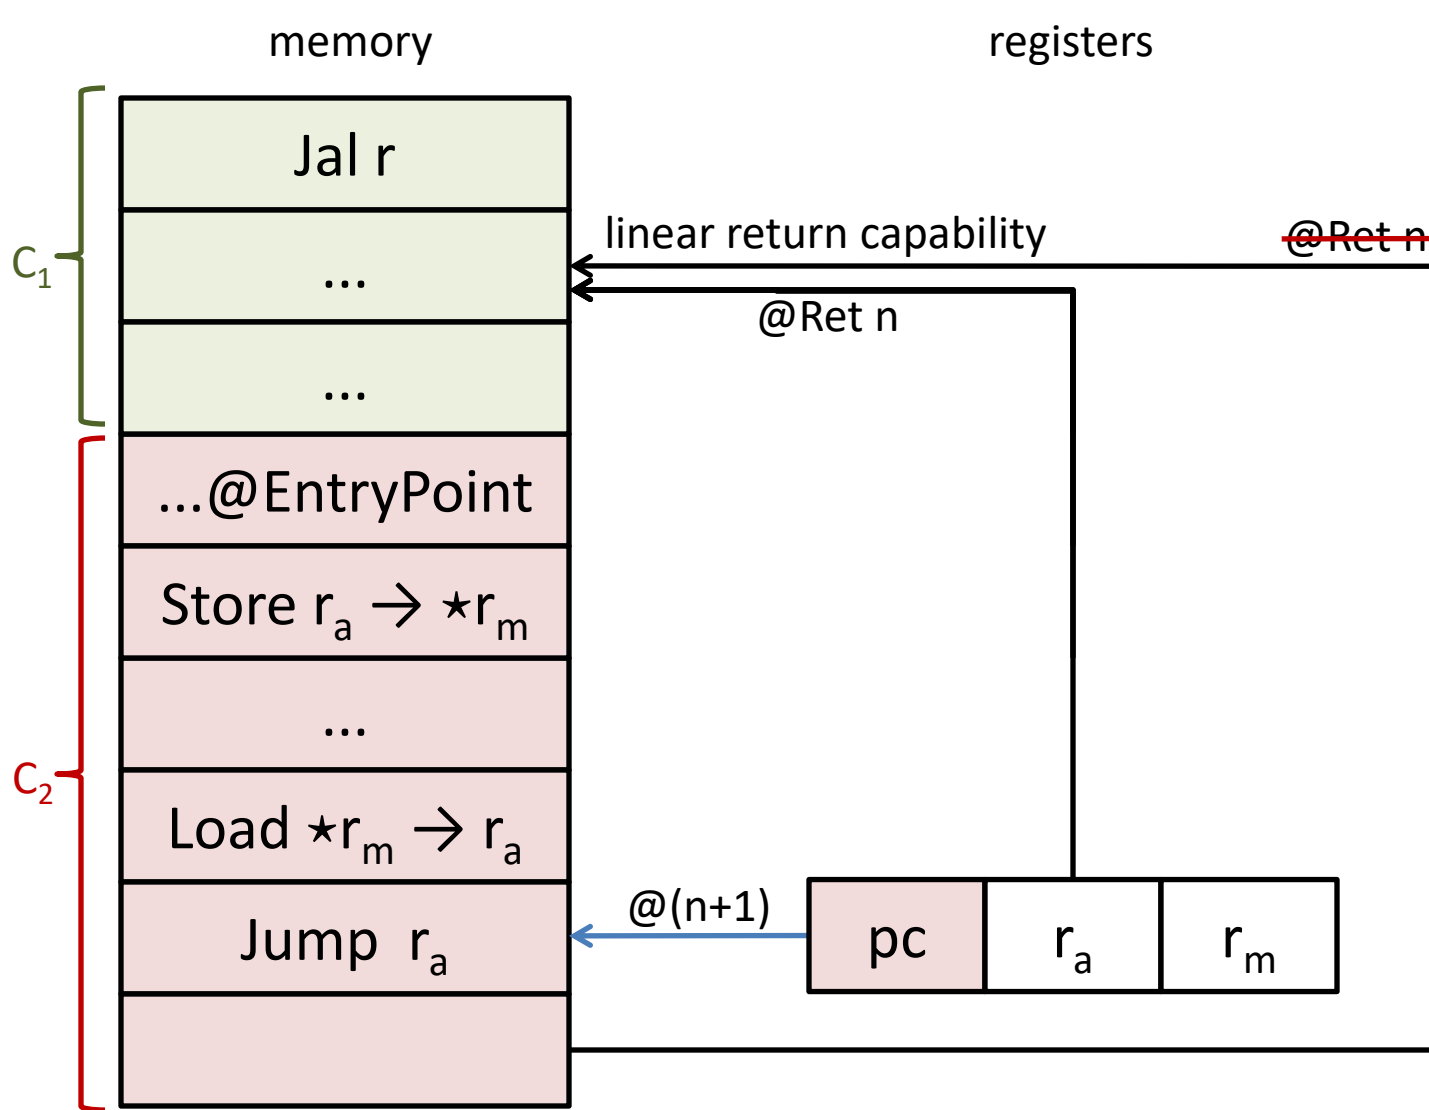 memory
registers
Jal r
linear return capability
@Ret n
C₁
...
@Ret n
...
...@EntryPoint
Store rₐ → ⋆rₘ
...
C₂
Load ⋆rₘ → rₐ
@(n+1)
Jump rₐ
pc
rₐ
rₘ